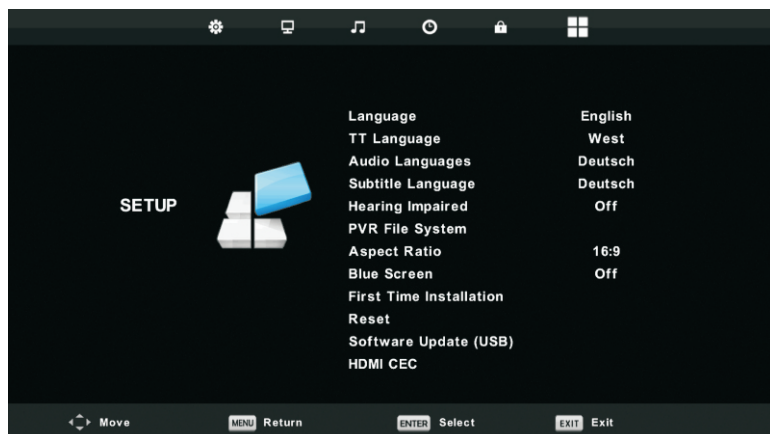 Language English
TT Language West
Audio Languages Deutsch
Subtitle Language Deutsch
SETUP Hearing Impaired Off
PVR File System
Aspect Ratio 16:9
Blue Screen Off
First Time Installation
Reset
Software Update (USB)
HDMI CEC
Move MENU Return ENTER Select EXIT Exit